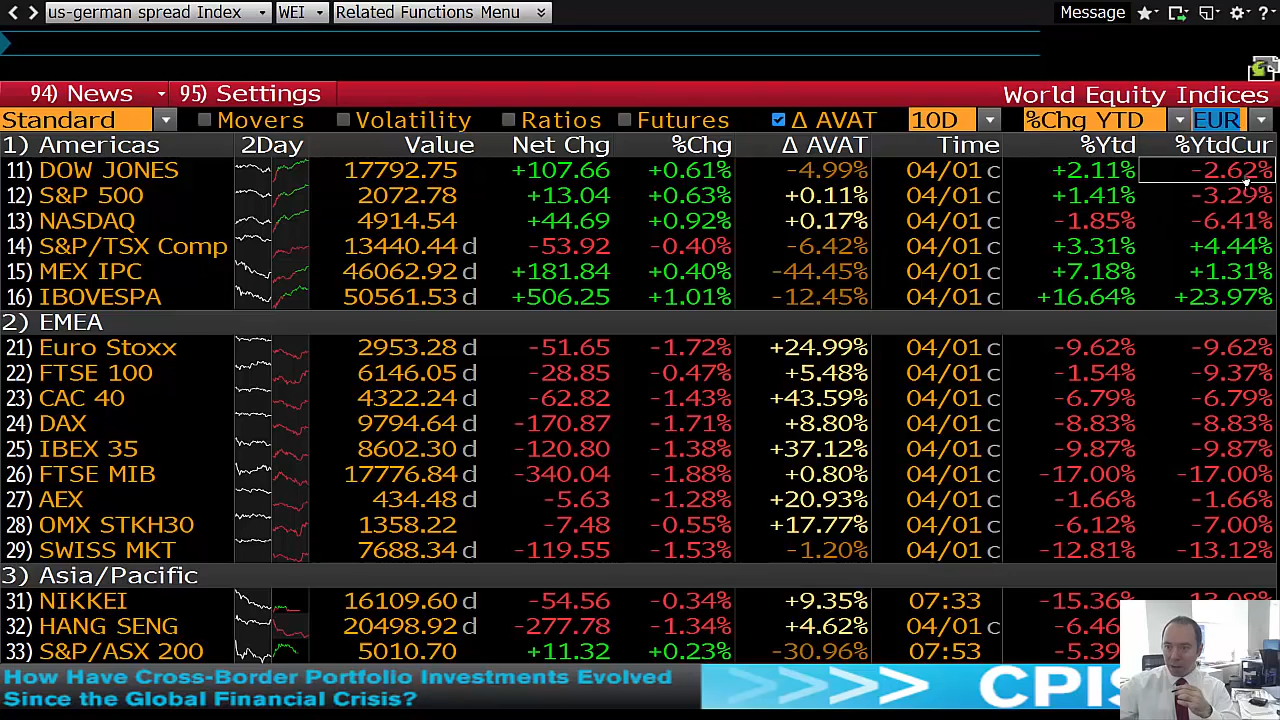 us-german spread Index WEI Related Functions Menu Message ?
94) News 95) Settings World Equity Indices
Standard Movers Volatility Ratios Futures Δ AVAT 10D %Chg YTD EUR
1) Americas 2Day Value Net Chg %Chg Δ AVAT Time %Ytd %YtdCur
11) DOW JONES 17792.75 +107.66 +0.61% -4.99% 04/01 c +2.11% -2.62%
12) S&P 500 2072.78 +13.04 +0.63% +0.11% 04/01 c +1.41% -3.29%
13) NASDAQ 4914.54 +44.69 +0.92% +0.17% 04/01 c -1.85% -6.41%
14) S&P/TSX Comp 13440.44 d -53.92 -0.40% -6.42% 04/01 c +3.31% +4.44%
15) MEX IPC 46062.92 d +181.84 +0.40% -44.45% 04/01 c +7.18% +1.31%
16) IBOVESPA 50561.53 d +506.25 +1.01% -12.45% 04/01 c +16.64% +23.97%
2) EMEA
21) Euro Stoxx 2953.28 d -51.65 -1.72% +24.99% 04/01 c -9.62% -9.62%
22) FTSE 100 6146.05 d -28.85 -0.47% +5.48% 04/01 c -1.54% -9.37%
23) CAC 40 4322.24 d -62.82 -1.43% +43.59% 04/01 c -6.79% -6.79%
24) DAX 9794.64 d -170.87 -1.71% +8.80% 04/01 c -8.83% -8.83%
25) IBEX 35 8602.30 d -120.80 -1.38% +37.12% 04/01 c -9.87% -9.87%
26) FTSE MIB 17776.84 d -340.04 -1.88% +0.80% 04/01 c -17.00% -17.00%
27) AEX 434.48 d -5.63 -1.28% +20.93% 04/01 c -1.66% -1.66%
28) OMX STKH30 1358.22 -7.48 -0.55% +17.77% 04/01 c -6.12% -7.00%
29) SWISS MKT 7688.34 d -119.55 -1.53% -1.20% 04/01 c -12.81% -13.12%
3) Asia/Pacific
31) NIKKEI 16109.60 d -54.56 -0.34% +9.35% 07:33 -15.36%
32) HANG SENG 20498.92 d -277.78 -1.34% +4.62% -6.46
33) S&P/ASX 200 5010.70 +11.32 +0.23% -30.96% 07:53 -5.39
How Have Cross-Border Portfolio Investments Evolved
Since the Global Financial Crisis? >>>> CPIS